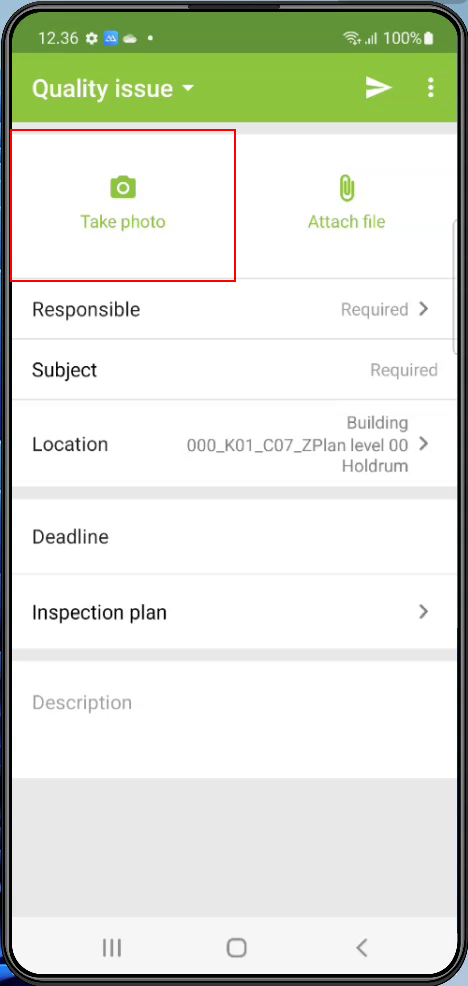 12.36
100%
Quality issue
Take photo
Attach file
Responsible
Required
Subject
Required
Location
Building
000_K01_C07_ZPlan level 00
Holdrum
Deadline
Inspection plan
Description